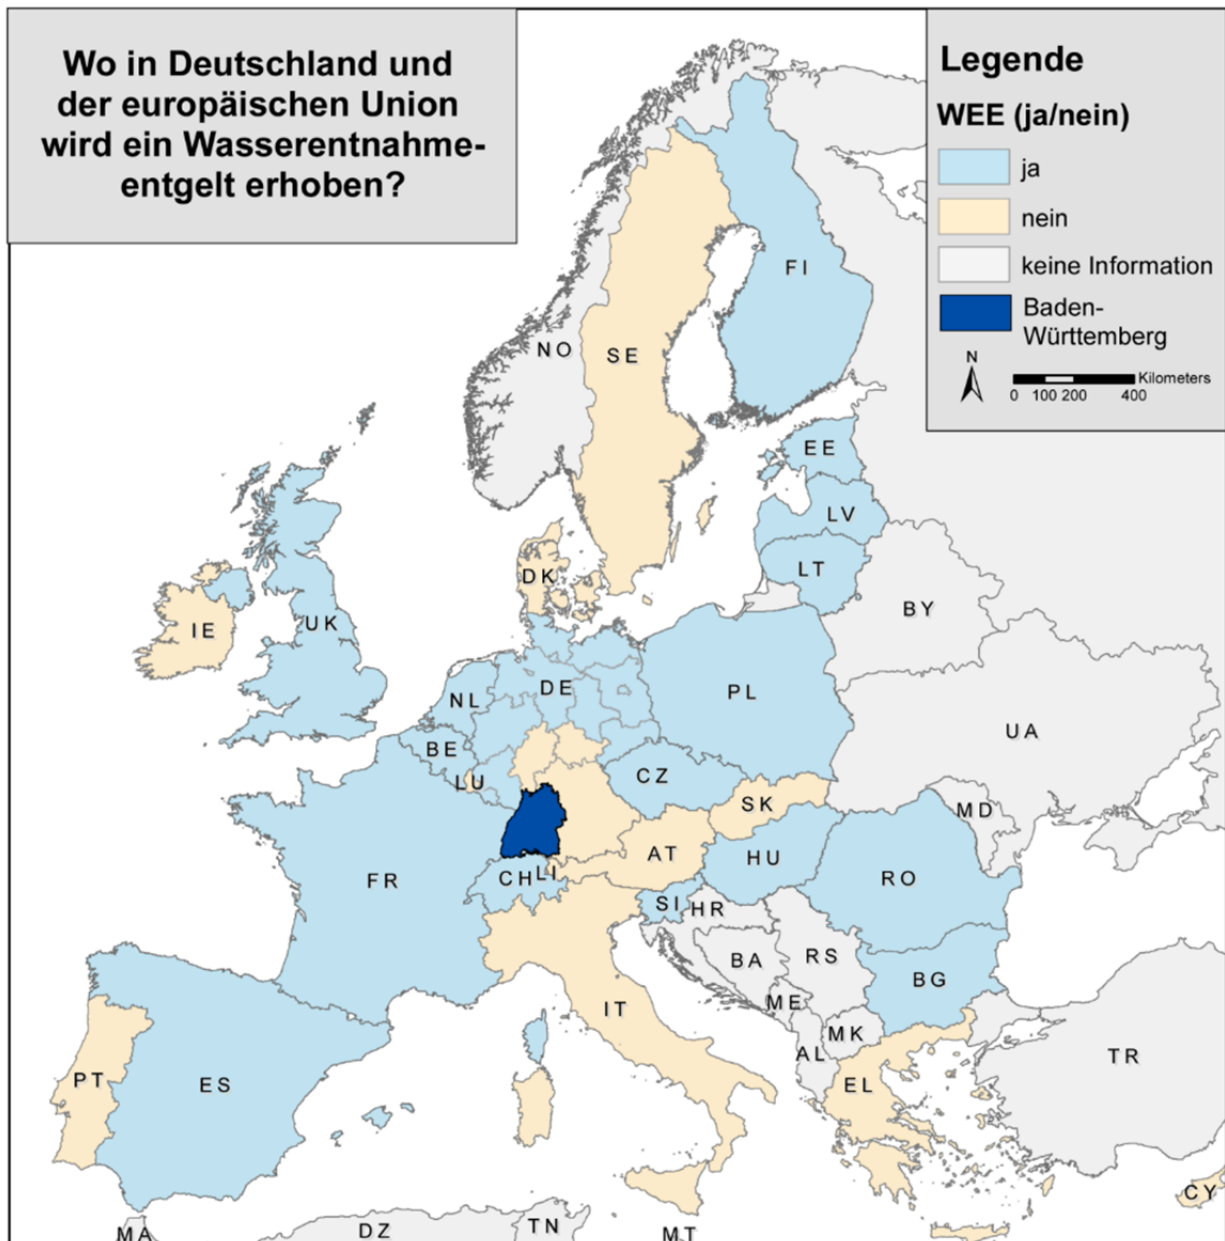 Wo in Deutschland und
der europäischen Union
wird ein Wasserentnahme-
entgelt erhoben?
Legende
WEE (ja/nein)
ja
nein
keine Information
Baden-
Württemberg
N
Kilometers
0 100 200 400
FI
NO
SE
EE
LV
LT
DK
BY
IE
UK
DE
NL
PL
UA
BE
LU
CZ
SK
MD
AT
HU
FR
CH
LI
RO
SI
HR
BA
RS
BG
ME
IT
MK
AL
TR
PT
ES
EL
CY
MA
DZ
TN
MT